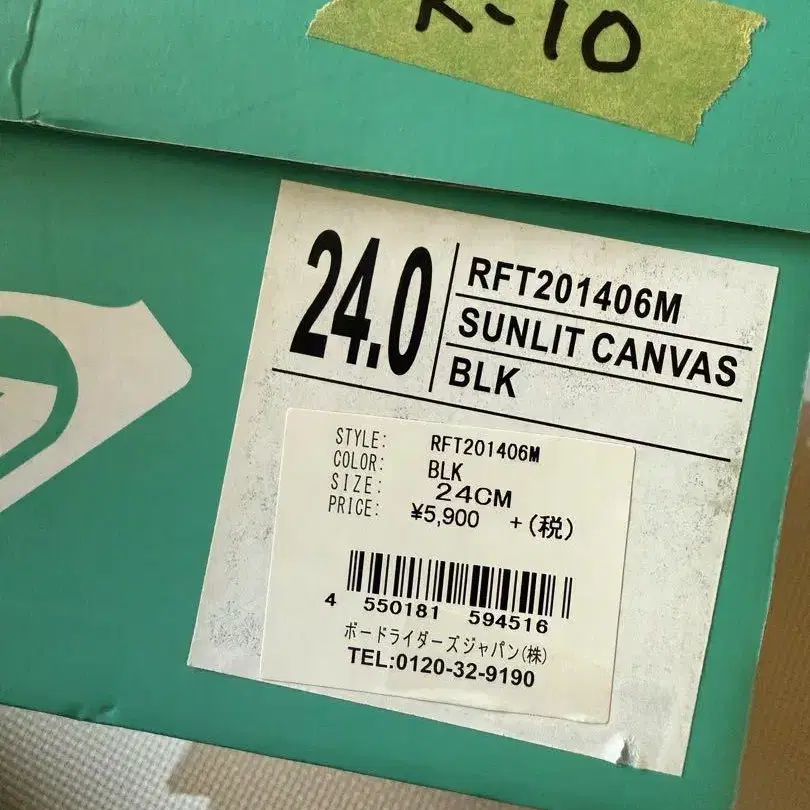 K-10
24.0
RFT201406M
SUNLIT CANVAS
BLK
STYLE: RFT201406M
COLOR: BLK
SIZE: 24CM
PRICE: ¥5,900 +(税)
4 550181 594516
ボードライダーズジャパン(株)
TEL:0120-32-9190